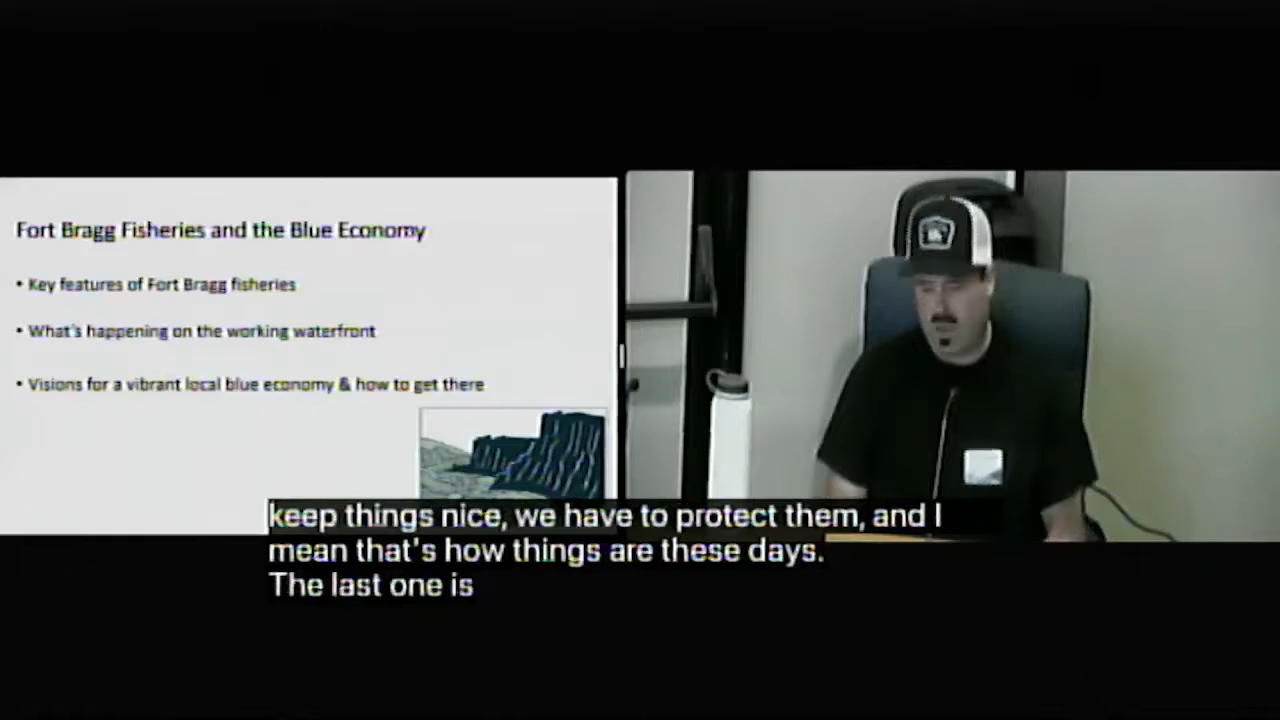 Fort Bragg Fisheries and the Blue Economy
• Key features of Fort Bragg fisheries
• What's happening on the working waterfront
• Visions for a vibrant local blue economy & how to get there
keep things nice, we have to protect them, and I
mean that's how things are these days.
The last one is